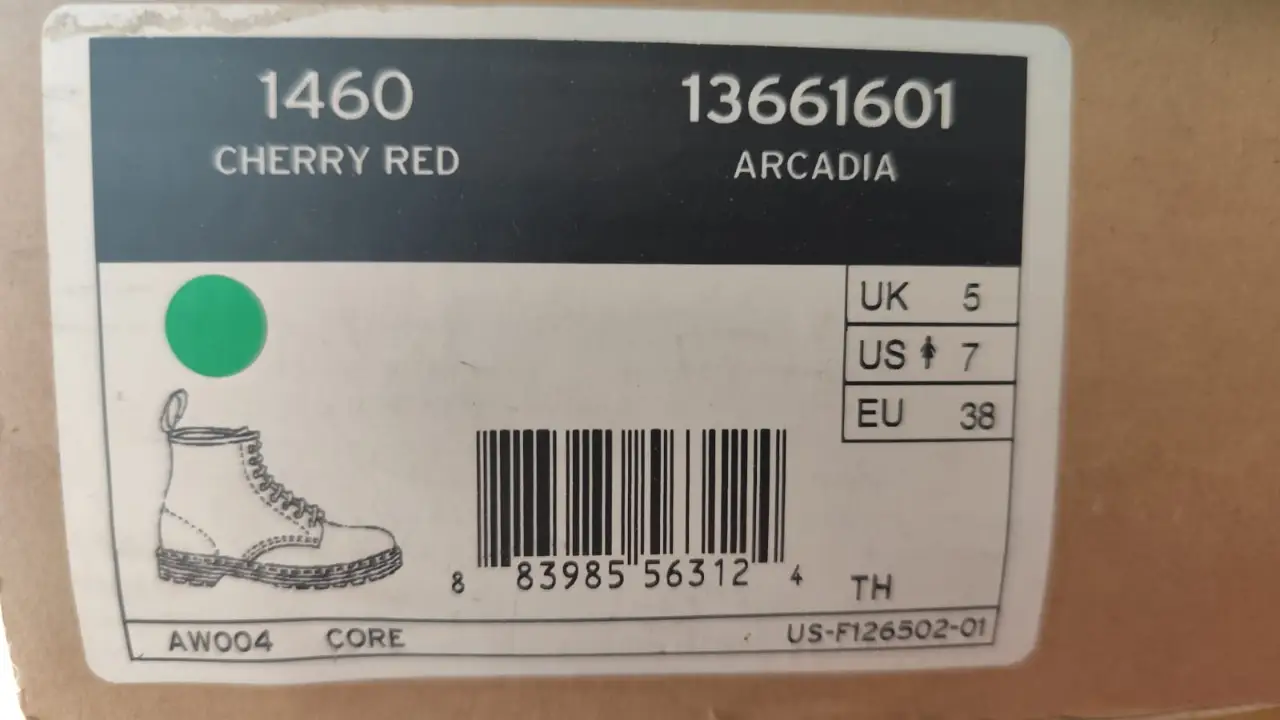 1460
CHERRY RED
13661601
ARCADIA
UK 5
US 7
EU 38
8 83985 56312 4
TH
AW004 CORE
US-F126502-01